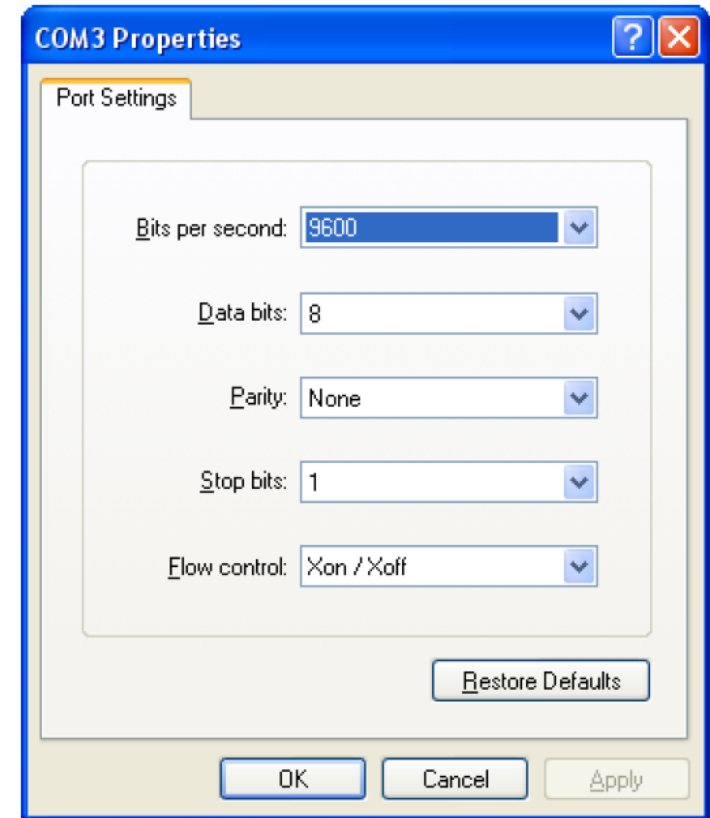 COM3 Properties
?
Port Settings
Bits per second: 9600
Data bits: 8
Parity: None
Stop bits: 1
Flow control: Xon / Xoff
Restore Defaults
OK Cancel Apply